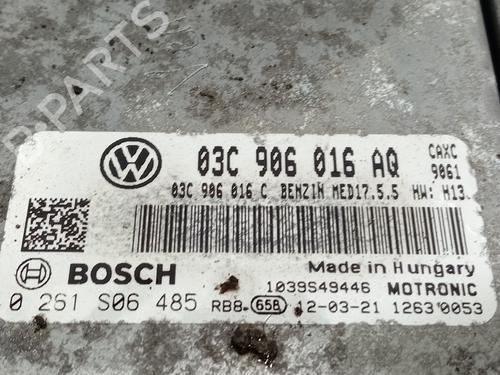 B-PARTS
03C 906 016 AQ CAXC
9061
03C 906 016 C BENZIN MED17.5.5 HW: H13
BOSCH Made in Hungary
1039S49446 MOTRONIC
0 261 S06 485 RB8. 65B 12-03-21 1263 0053